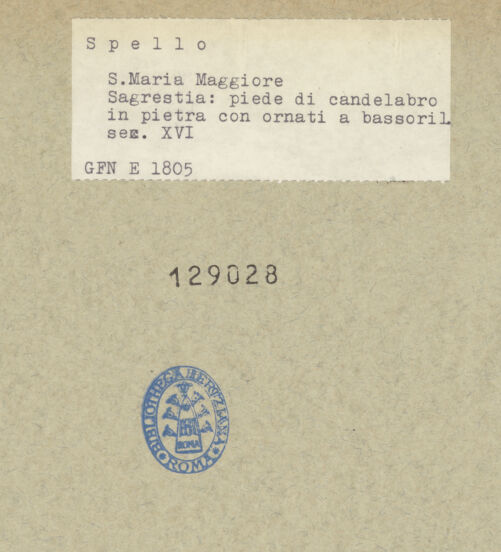 S p e l l o
S.Maria Maggiore
Sagrestia: piede di candelabro
in pietra con ornati a bassoril.
sec. XVI
GFN E 1805
129028
BIBLIOTHECA HERTZIANA
ROMA
ROMA